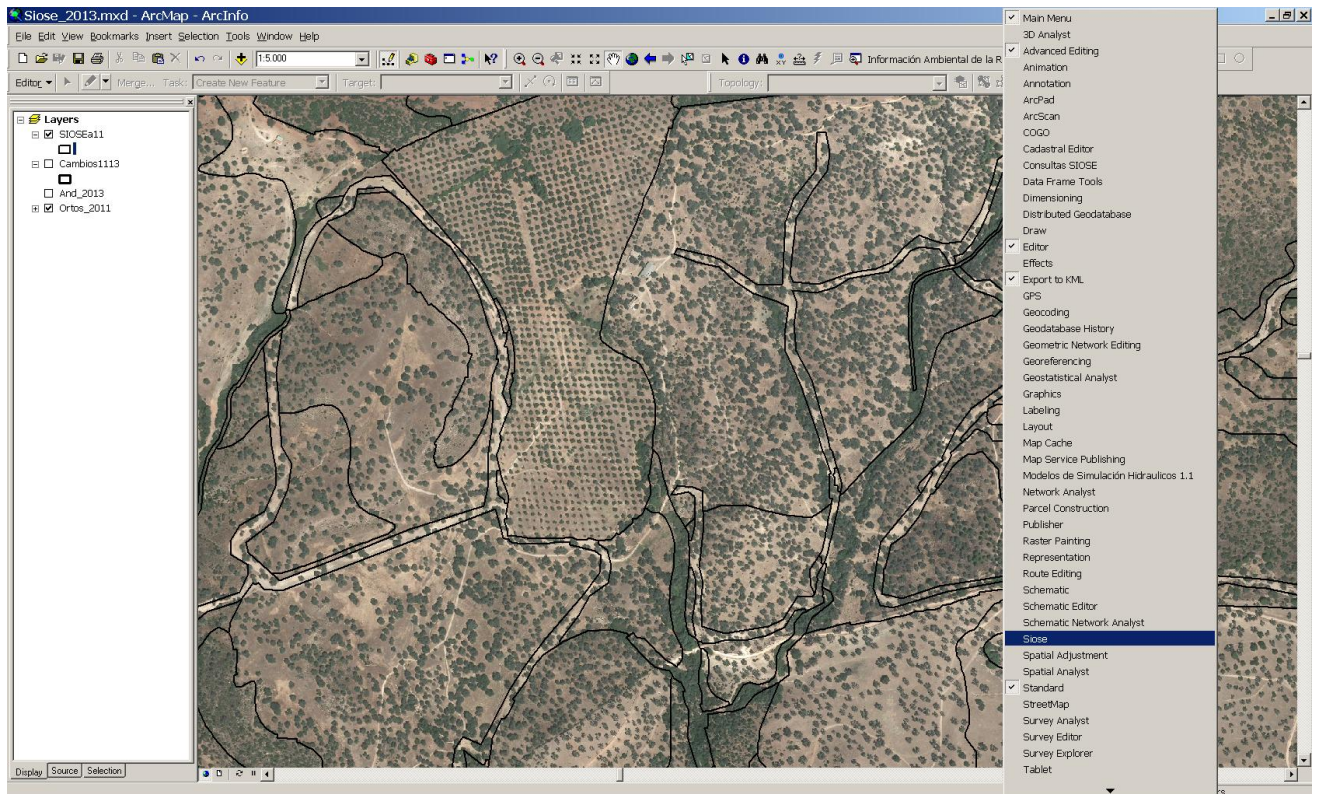 Siose_2013.mxd - ArcMap - ArcInfo
File Edit View Bookmarks Insert Selection Tools Window Help
1:5.000
Información Ambiental de la R
Editor Merge... Task: Create New Feature Target: Topology:
Layers
SIOSEa11
Cambios1113
And_2013
Ortos_2011
Display Source Selection
Main Menu
3D Analyst
Advanced Editing
Animation
Annotation
ArcPad
ArcScan
COGO
Cadastral Editor
Consultas SIOSE
Data Frame Tools
Dimensioning
Distributed Geodatabase
Draw
Editor
Effects
Export to KML
GPS
Geocoding
Geodatabase History
Geometric Network Editing
Georeferencing
Geostatistical Analyst
Graphics
Labeling
Layout
Map Cache
Map Service Publishing
Modelos de Simulación Hidraulicos 1.1
Network Analyst
Parcel Construction
Publisher
Raster Painting
Representation
Route Editing
Schematic
Schematic Editor
Schematic Network Analyst
Siose
Spatial Adjustment
Spatial Analyst
Standard
StreetMap
Survey Analyst
Survey Editor
Survey Explorer
Tablet